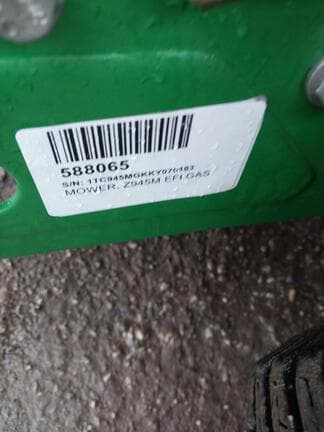 588065
S/N: 1TC945MGKKY070183
MOWER, Z945M EFI GAS